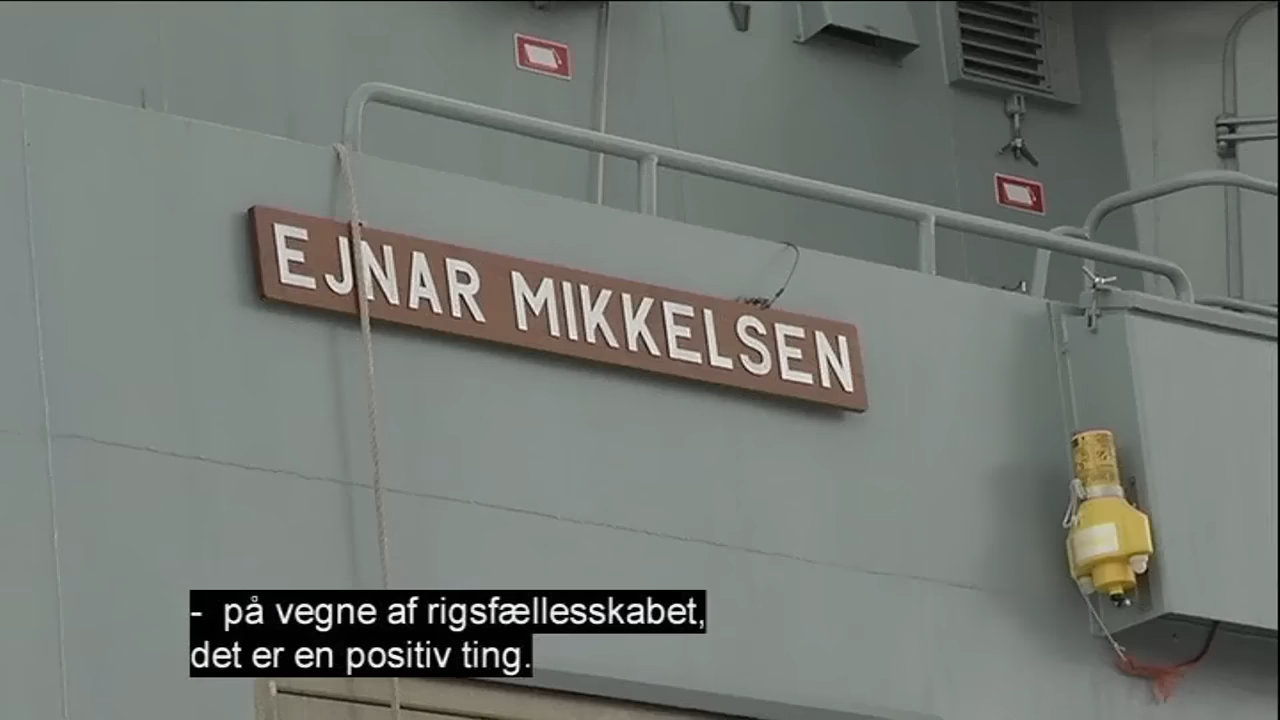 EJNAR MIKKELSEN
- på vegne af rigsfællesskabet,
det er en positiv ting.